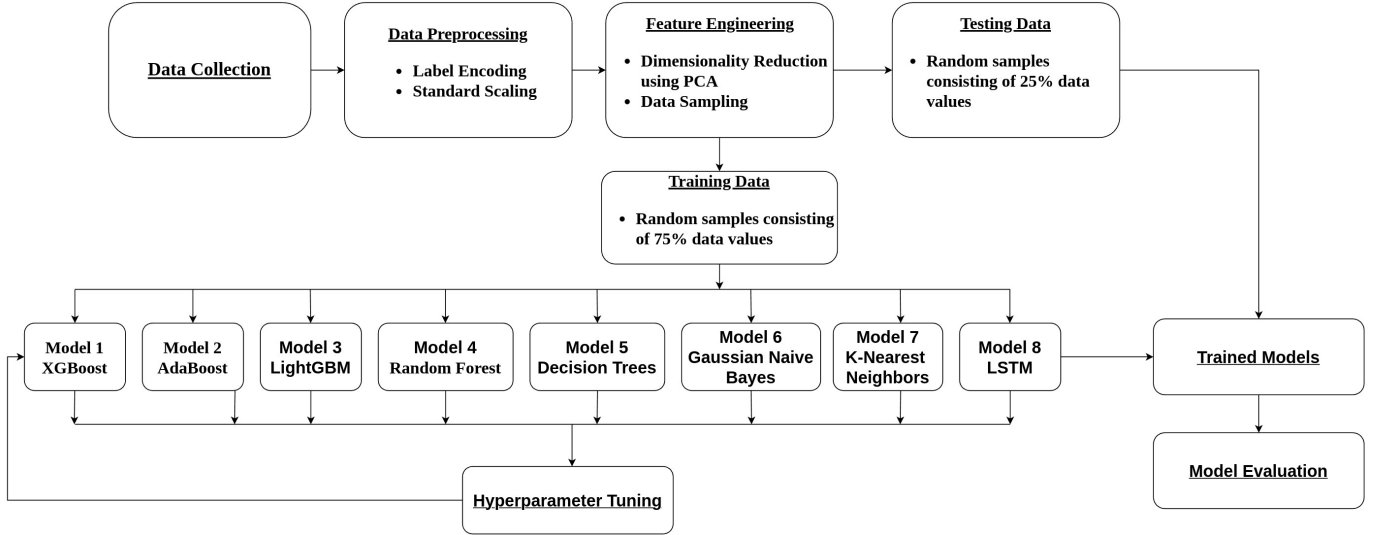 Data Collection
Data Preprocessing
• Label Encoding
• Standard Scaling
Feature Engineering
• Dimensionality Reduction
using PCA
• Data Sampling
Testing Data
• Random samples
consisting of 25% data
values
Training Data
• Random samples consisting
of 75% data values
Model 1
XGBoost
Model 2
AdaBoost
Model 3
LightGBM
Model 4
Random Forest
Model 5
Decision Trees
Model 6
Gaussian Naive
Bayes
Model 7
K-Nearest
Neighbors
Model 8
LSTM
Trained Models
Model Evaluation
Hyperparameter Tuning